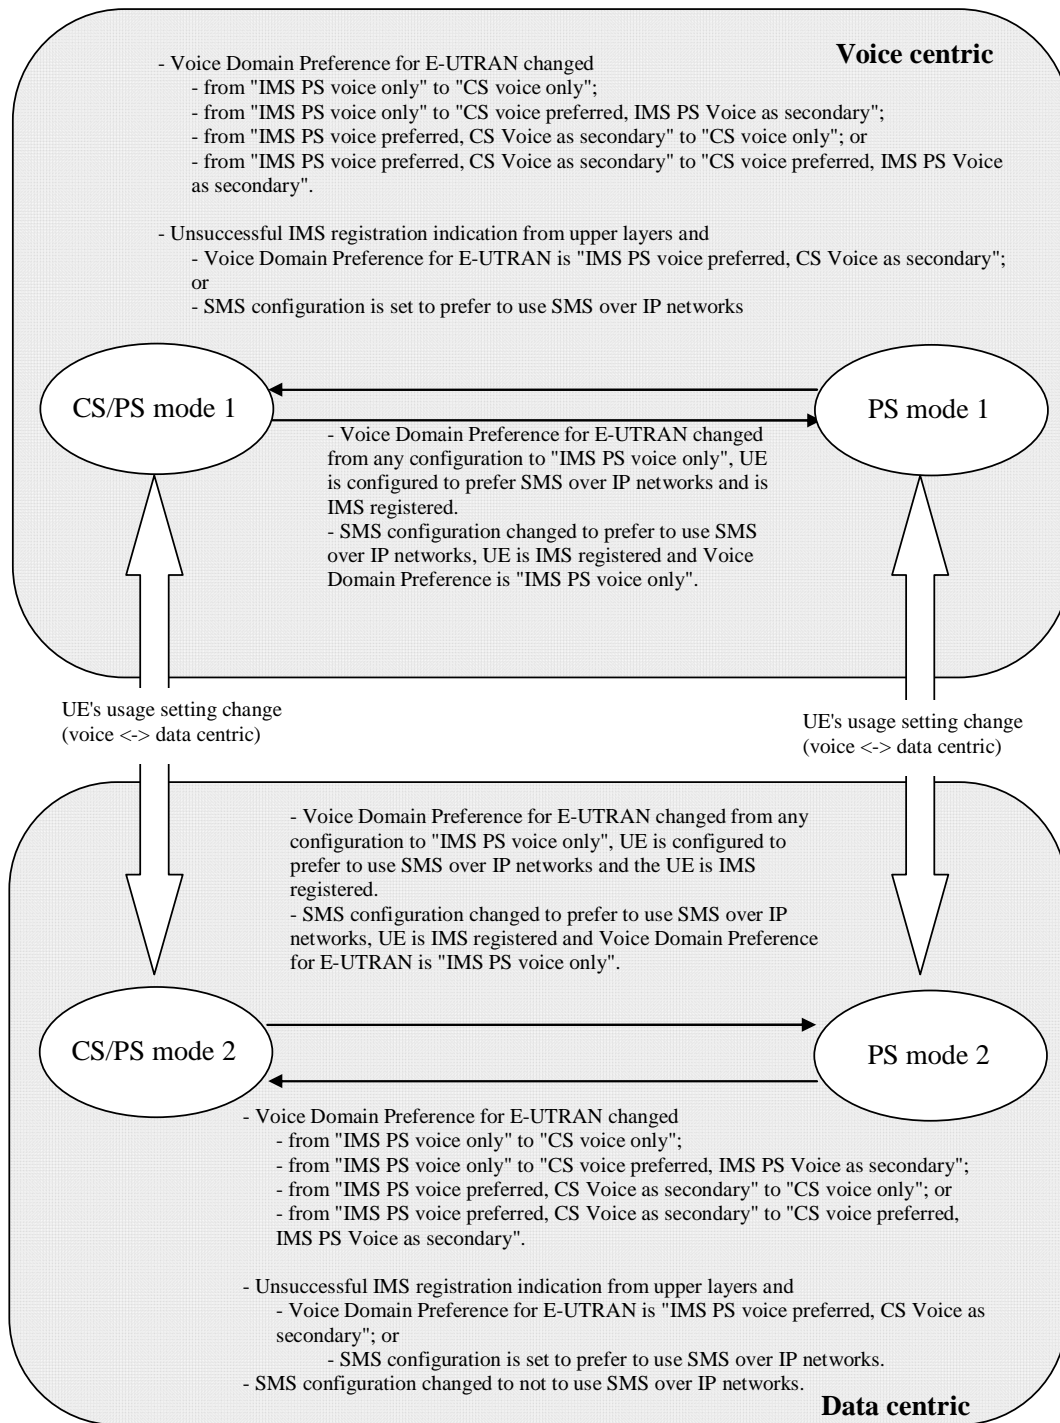 Voice centric
- Voice Domain Preference for E-UTRAN changed
- from "IMS PS voice only" to "CS voice only";
- from "IMS PS voice only" to "CS voice preferred, IMS PS Voice as secondary";
- from "IMS PS voice preferred, CS Voice as secondary" to "CS voice only"; or
- from "IMS PS voice preferred, CS Voice as secondary" to "CS voice preferred, IMS PS Voice
as secondary".
- Unsuccessful IMS registration indication from upper layers and
- Voice Domain Preference for E-UTRAN is "IMS PS voice preferred, CS Voice as secondary";
or
- SMS configuration is set to prefer to use SMS over IP networks
CS/PS mode 1
PS mode 1
- Voice Domain Preference for E-UTRAN changed
from any configuration to "IMS PS voice only", UE
is configured to prefer SMS over IP networks and is
IMS registered.
- SMS configuration changed to prefer to use SMS
over IP networks, UE is IMS registered and Voice
Domain Preference is "IMS PS voice only".
UE's usage setting change
(voice <-> data centric)
UE's usage setting change
(voice <-> data centric)
- Voice Domain Preference for E-UTRAN changed from any
configuration to "IMS PS voice only", UE is configured to
prefer to use SMS over IP networks and the UE is IMS
registered.
- SMS configuration changed to prefer to use SMS over IP
networks, UE is IMS registered and Voice Domain Preference
for E-UTRAN is "IMS PS voice only".
CS/PS mode 2
PS mode 2
- Voice Domain Preference for E-UTRAN changed
- from "IMS PS voice only" to "CS voice only";
- from "IMS PS voice only" to "CS voice preferred, IMS PS Voice as secondary";
- from "IMS PS voice preferred, CS Voice as secondary" to "CS voice only"; or
- from "IMS PS voice preferred, CS Voice as secondary" to "CS voice preferred,
IMS PS Voice as secondary".
- Unsuccessful IMS registration indication from upper layers and
- Voice Domain Preference for E-UTRAN is "IMS PS voice preferred, CS Voice as
secondary"; or
- SMS configuration is set to prefer to use SMS over IP networks.
- SMS configuration changed to not to use SMS over IP networks.
Data centric